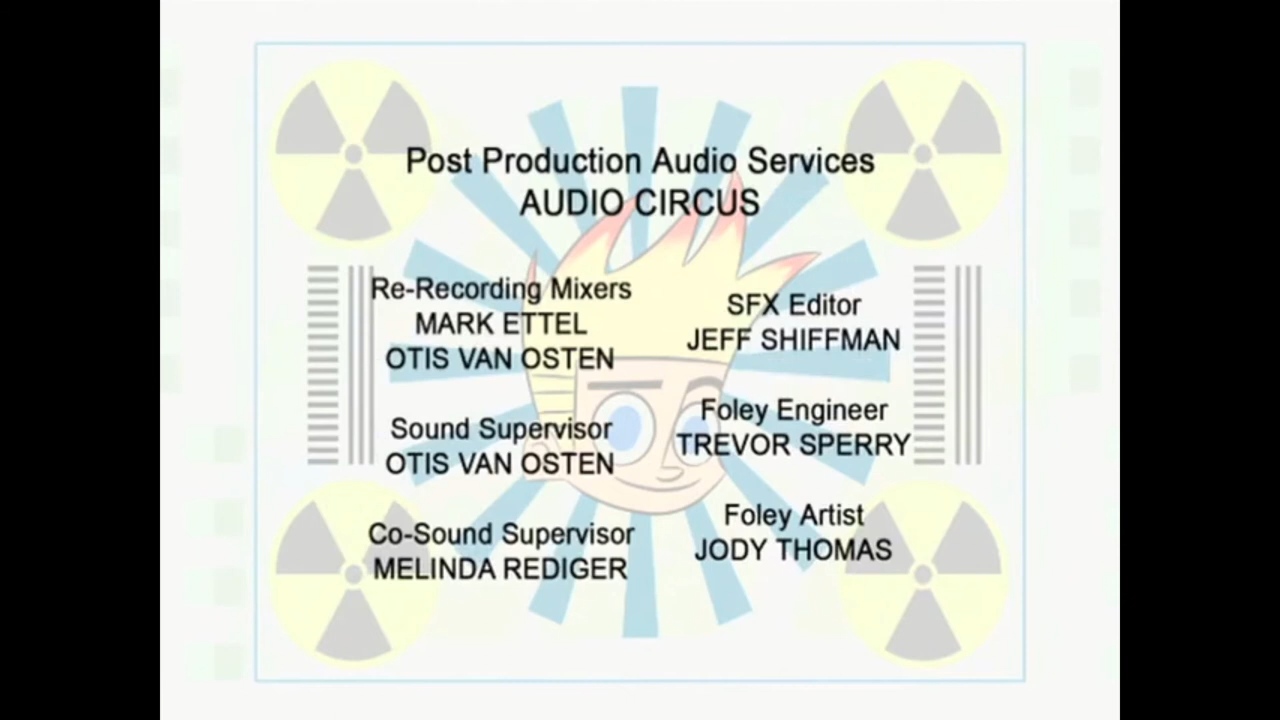 Post Production Audio Services
AUDIO CIRCUS
Re-Recording Mixers
MARK ETTEL
OTIS VAN OSTEN
Sound Supervisor
OTIS VAN OSTEN
Co-Sound Supervisor
MELINDA REDIGER
SFX Editor
JEFF SHIFFMAN
Foley Engineer
TREVOR SPERRY
Foley Artist
JODY THOMAS